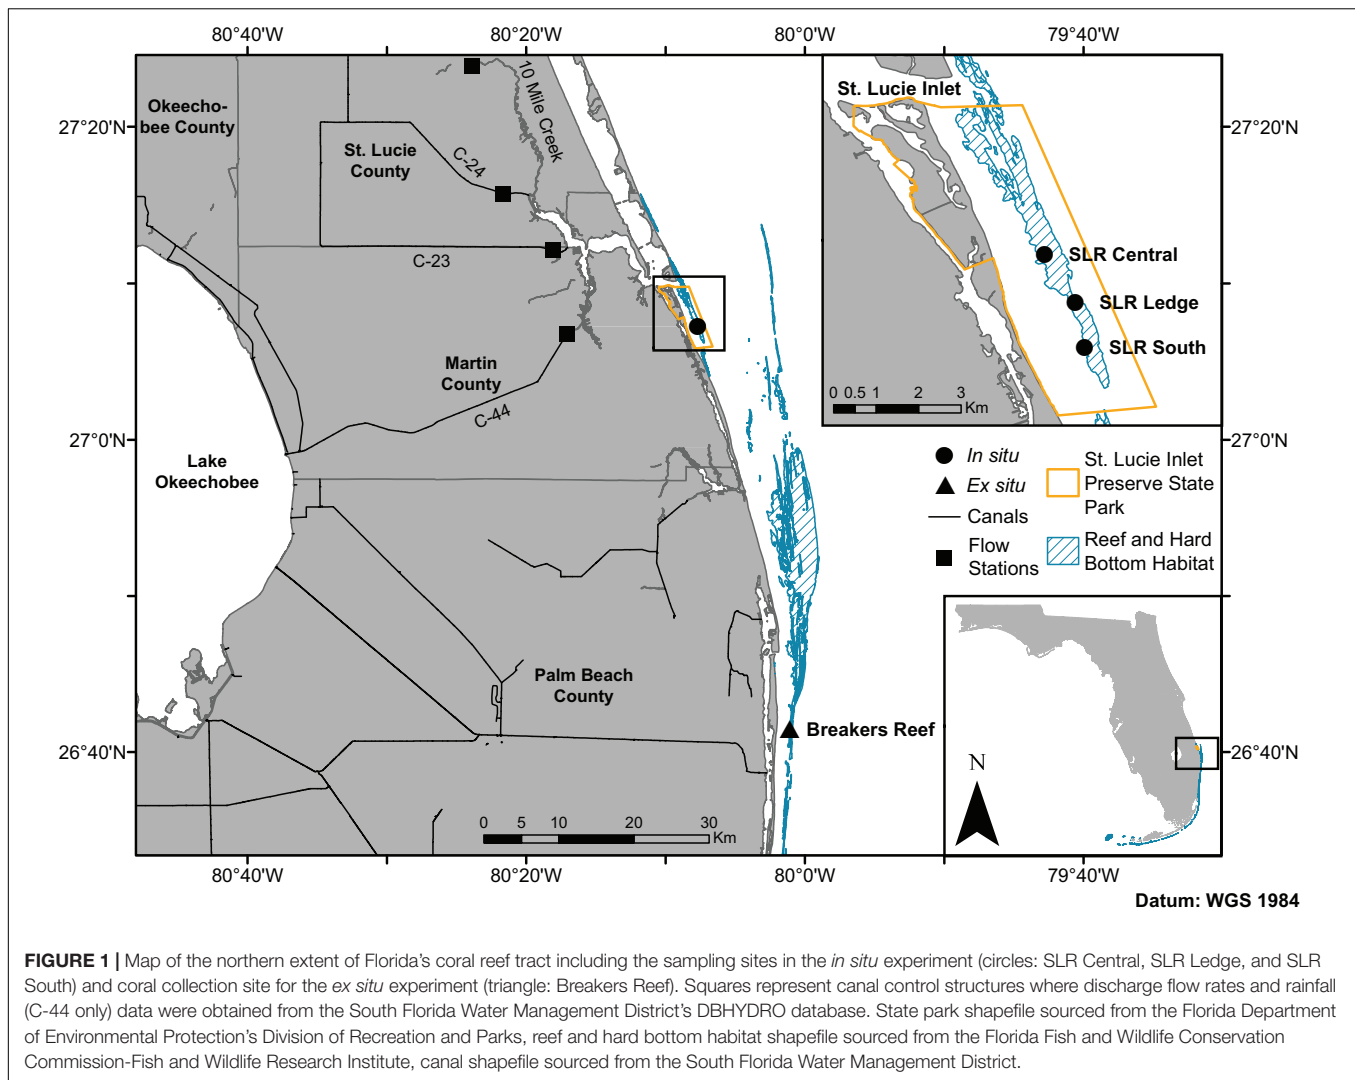 80°40'W
80°20'W
80°0'W
79°40'W
27°20'N
27°0'N
26°40'N
27°20'N
27°0'N
26°40'N
Okeecho-
bee County
St. Lucie
County
10 Mile Creek
C-24
C-23
Martin
County
C-44
Lake
Okeechobee
Palm Beach
County
Breakers Reef
0 5 10 20 30
Km
St. Lucie Inlet
SLR Central
SLR Ledge
SLR South
0 0.5 1 2 3
Km
In situ
Ex situ
Canals
Flow
Stations
St. Lucie Inlet
Preserve State
Park
Reef and Hard
Bottom Habitat
N
80°40'W
80°20'W
80°0'W
79°40'W
Datum: WGS 1984
FIGURE 1 | Map of the northern extent of Florida's coral reef tract including the sampling sites in the in situ experiment (circles: SLR Central, SLR Ledge, and SLR
South) and coral collection site for the ex situ experiment (triangle: Breakers Reef). Squares represent canal control structures where discharge flow rates and rainfall
(C-44 only) data were obtained from the South Florida Water Management District's DBHYDRO database. State park shapefile sourced from the Florida Department
of Environmental Protection's Division of Recreation and Parks, reef and hard bottom habitat shapefile sourced from the Florida Fish and Wildlife Conservation
Commission-Fish and Wildlife Research Institute, canal shapefile sourced from the South Florida Water Management District.